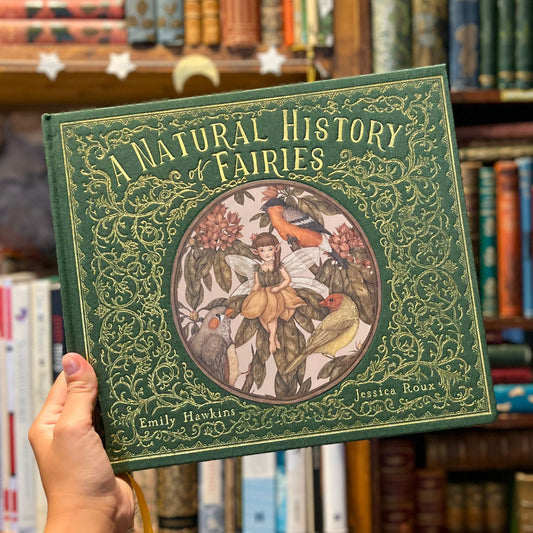 A NATURAL HISTORY
of FAIRIES
EMILY HAWKINS
JESSICA ROUX